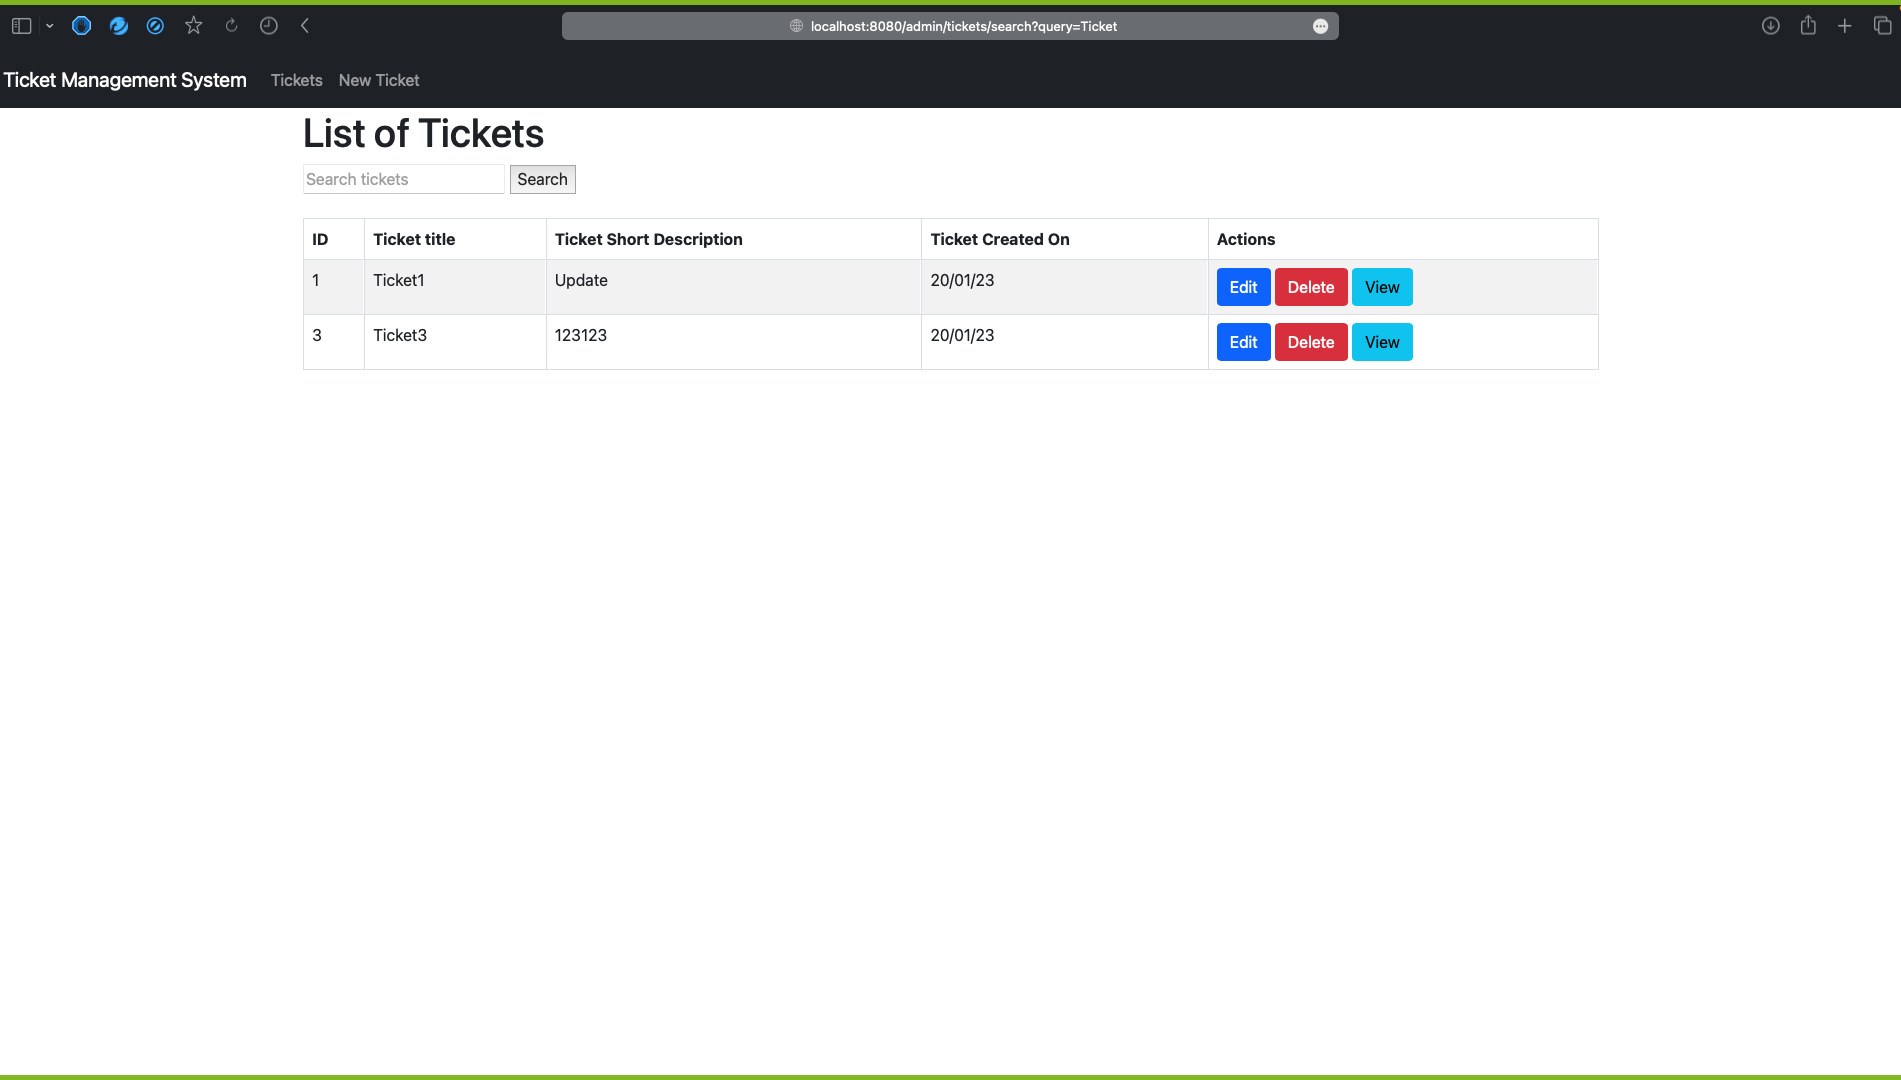 localhost:8080/admin/tickets/search?query=Ticket
Ticket Management System Tickets New Ticket
List of Tickets
Search tickets Search
ID Ticket title Ticket Short Description Ticket Created On Actions
1 Ticket1 Update 20/01/23 Edit Delete View
3 Ticket3 123123 20/01/23 Edit Delete View